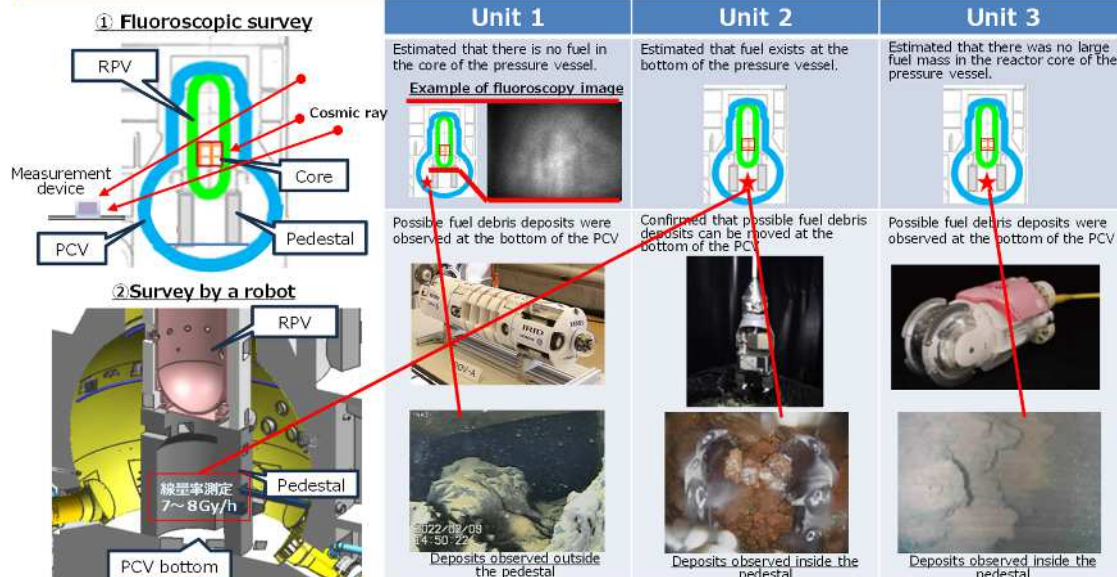 ① Fluoroscopic survey
RPV
Cosmic ray
Measurement
device
Core
PCV
Pedestal
②Survey by a robot
RPV
Pedestal
線量率測定
7～8Gy/h
PCV bottom
Unit 1
Unit 2
Unit 3
Estimated that there is no fuel in
the core of the pressure vessel.
Example of fluoroscopy image
Estimated that fuel exists at the
bottom of the pressure vessel.
Estimated that there was no large
fuel mass in the reactor core of the
pressure vessel.
Possible fuel debris deposits were
observed at the bottom of the PCV
Confirmed that possible fuel debris
deposits can be moved at the
bottom of the PCV
Possible fuel debris deposits were
observed at the bottom of the PCV
IRID
IRID
2022/02/09
14:50:22
Deposits observed outside
the pedestal
Deposits observed inside the
pedestal
Deposits observed inside the
pedestal